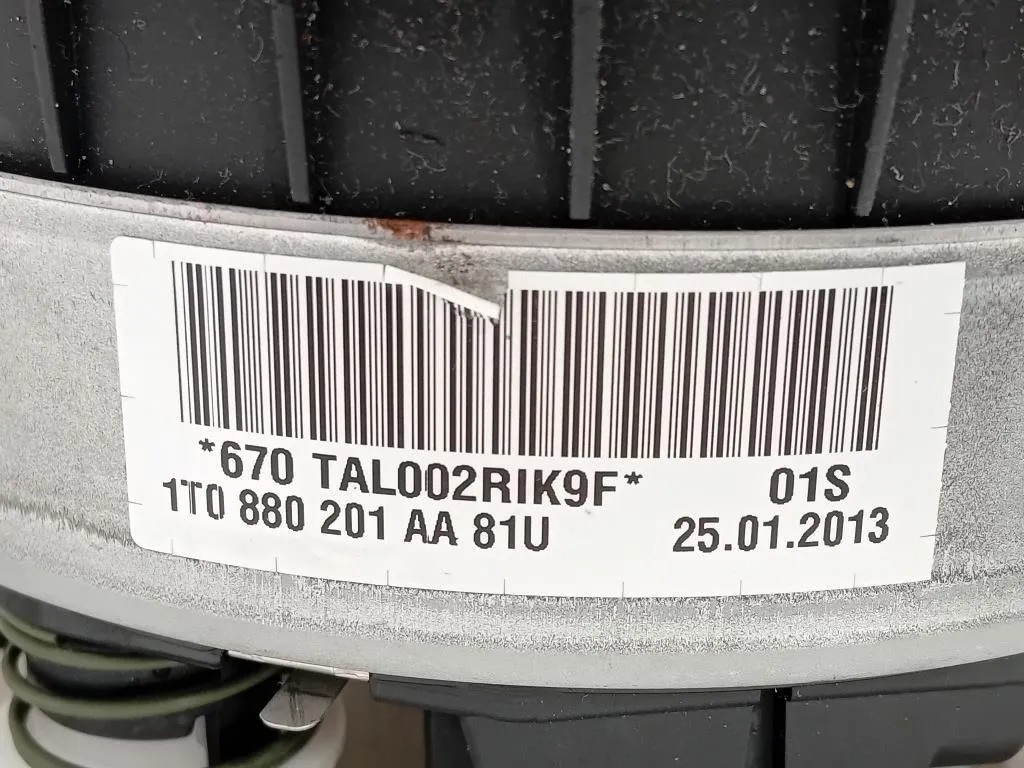 *670 TAL002RIK9F* 01S
1T0 880 201 AA 81U 25.01.2013